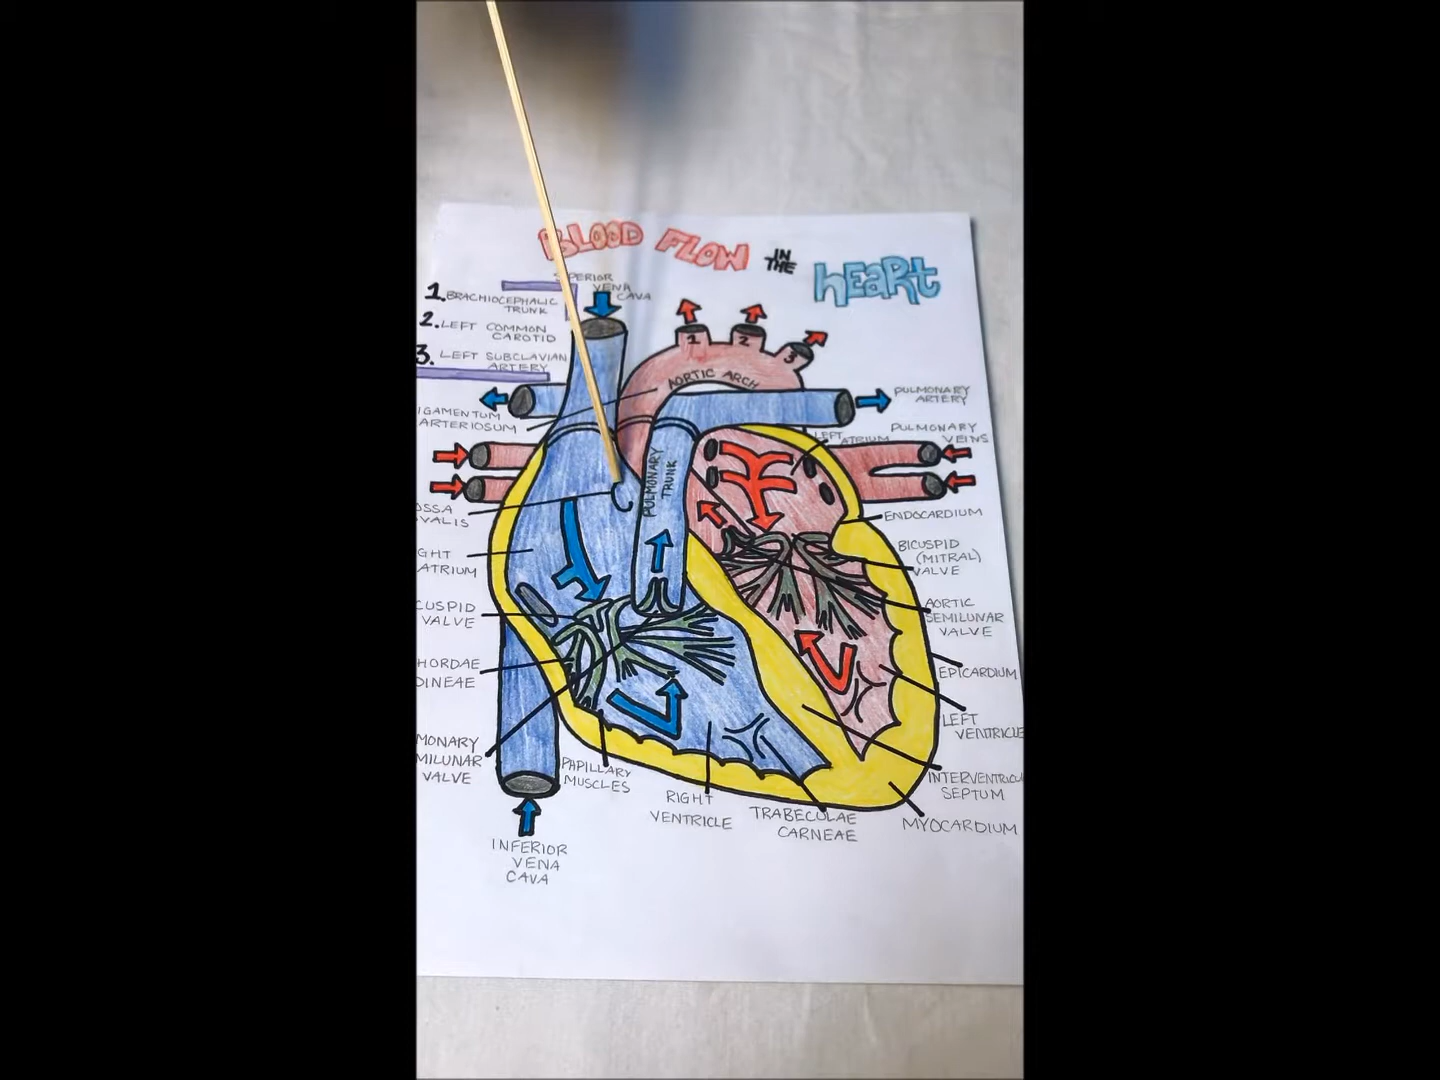 BLOOD FLOW IN THE HEART
VENA
CAVA
1. BRACHIOCEPHALIC
TRUNK
2. LEFT COMMON
CAROTID
3. LEFT SUBCLAVIAN
ARTERY
IGAMENTUM
ARTERIOSUM
OSSA
OVALIS
GHT
ATRIUM
CUSPID
VALVE
HORDAE
DINEAE
MONARY
MILUNAR
VALVE
INFERIOR
VENA
CAVA
PAPILLARY
MUSCLES
RIGHT
VENTRICLE
TRABECULAE
CARNEAE
1
2
3
AORTIC ARCH
PULMONARY
TRUNK
LEFT
ATRIUM
PULMONARY
ARTERY
PULMONARY
VEINS
ENDOCARDIUM
BICUSPID
(MITRAL)
VALVE
AORTIC
SEMILUNAR
VALVE
EPICARDIUM
LEFT
VENTRICLE
INTERVENTRICU
SEPTUM
MYOCARDIUM